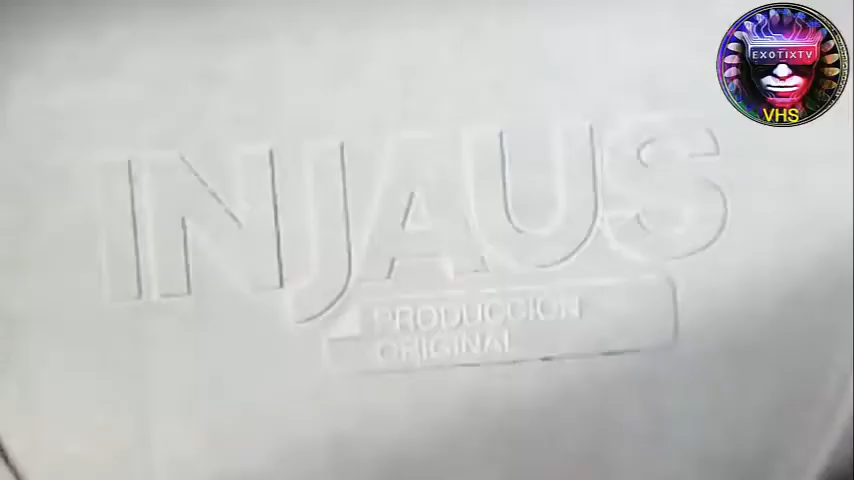 EXOTIXTV
VHS
INJAUS
PRODUCCION
ORIGINAL